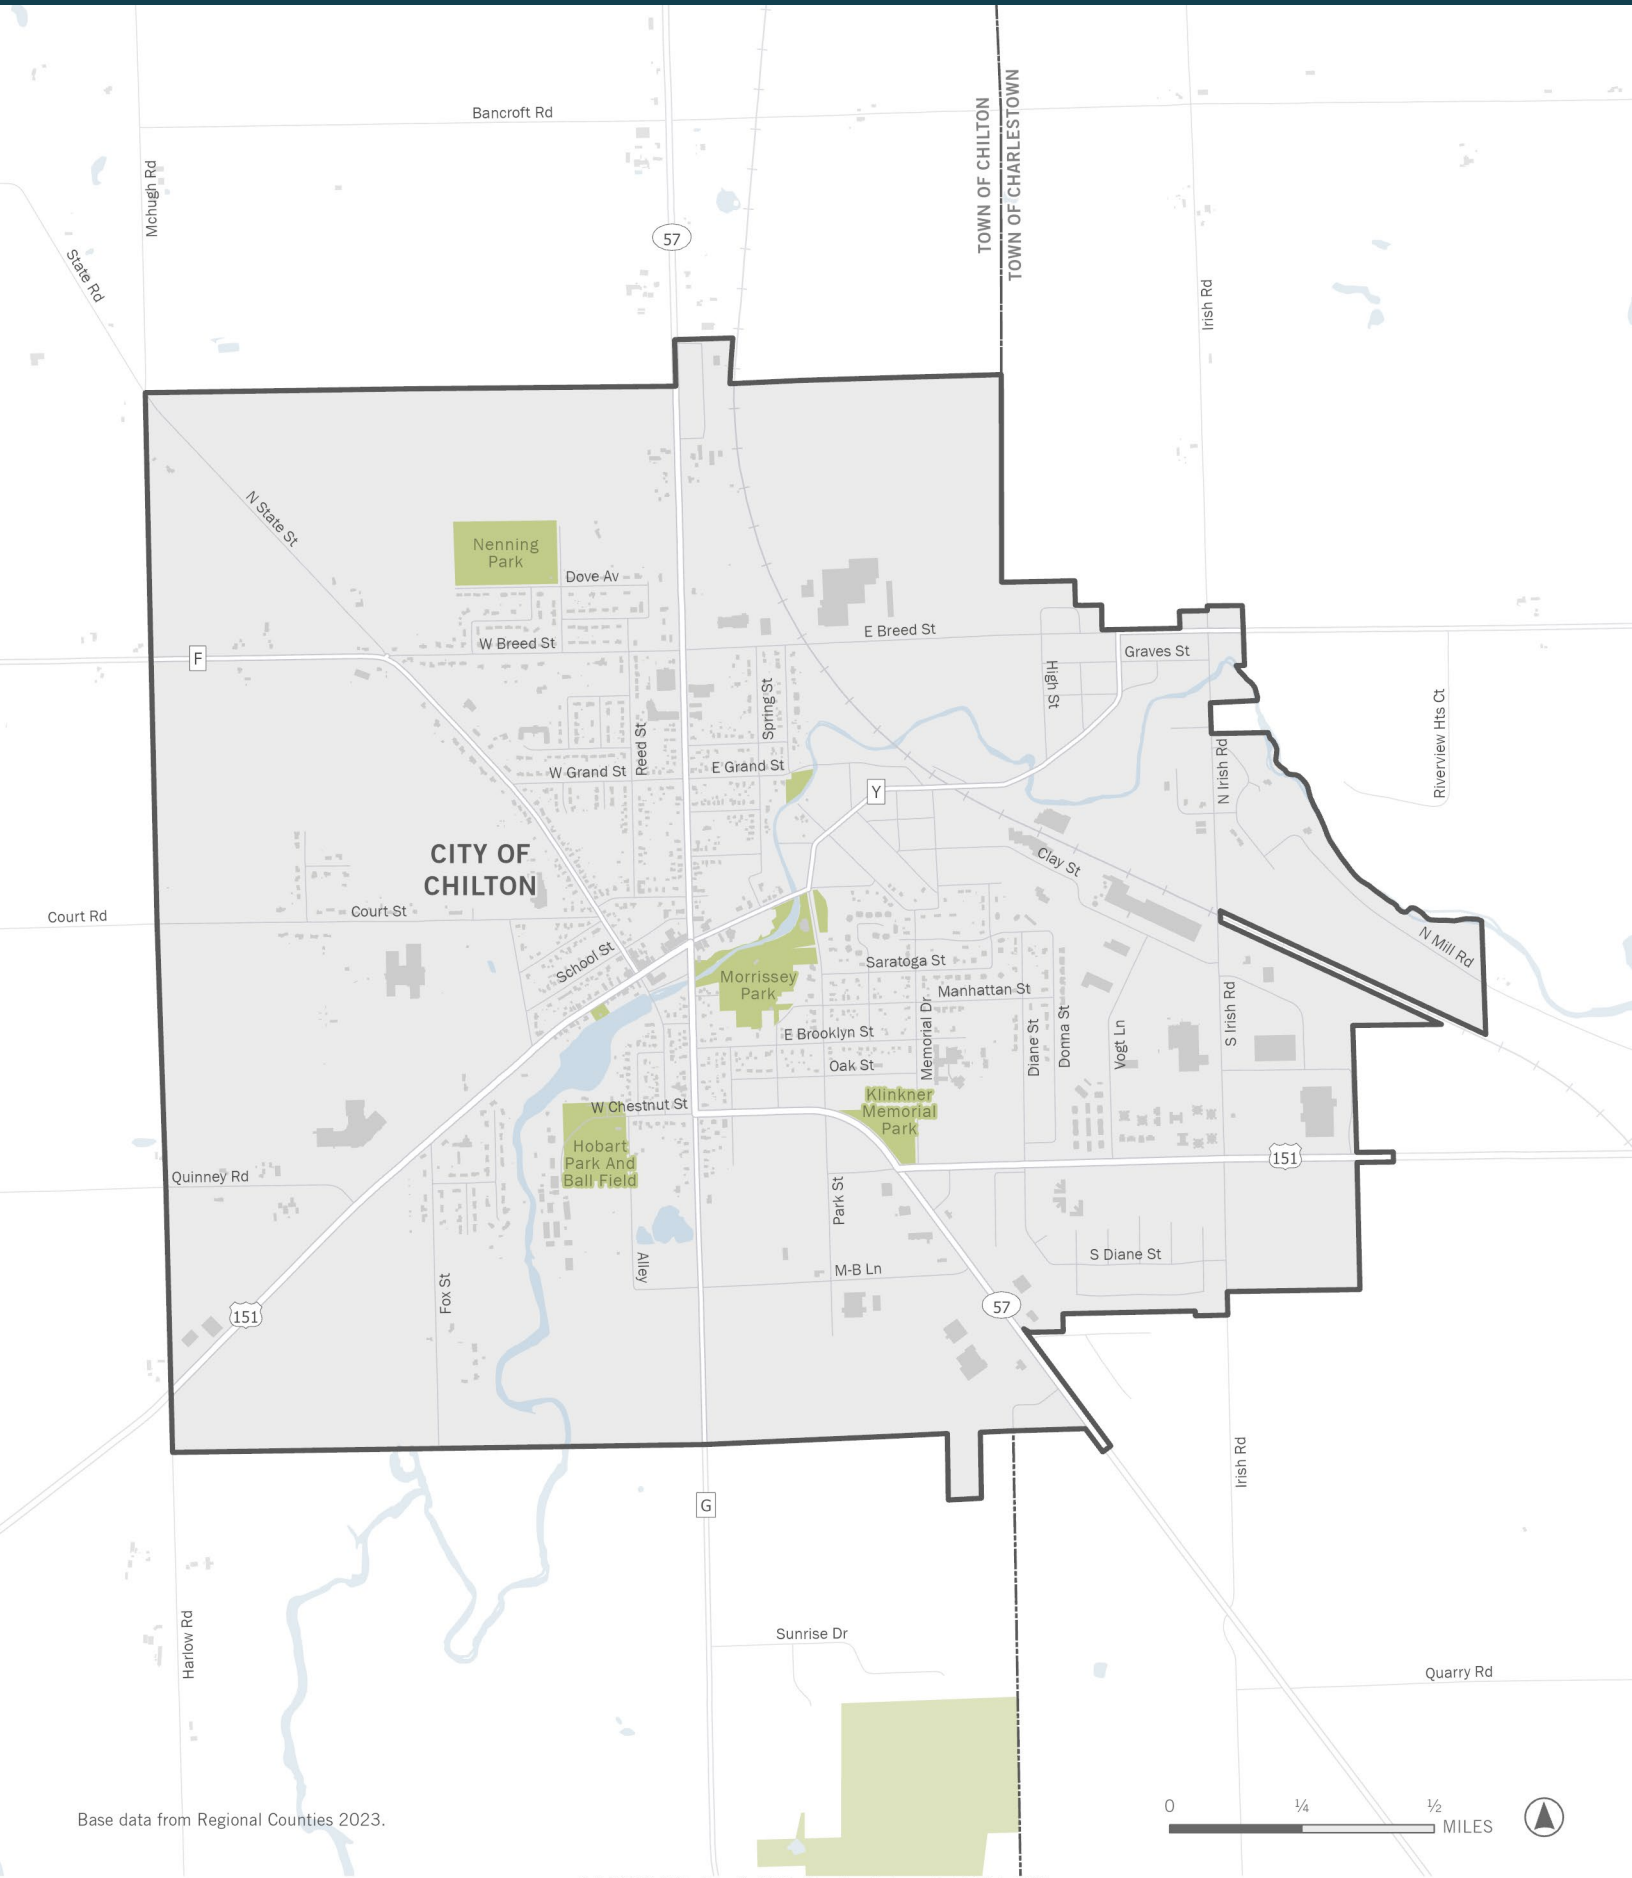 Bancroft Rd
Mchugh Rd
State Rd
57
TOWN OF CHILTON
TOWN OF CHARLESTOWN
Irish Rd
N State St
Nenning
Park
Dove Av
W Breed St
E Breed St
F
Graves St
High St
Spring St
Reed St
W Grand St
E Grand St
Y
N Irish Rd
Riverview Hts Ct
CITY OF
CHILTON
Clay St
Court Rd
Court St
School St
N Mill Rd
Saratoga St
Morrissey
Park
Manhattan St
E Brooklyn St
Memorial Dr
Diane St
Donna St
Vogt Ln
S Irish Rd
Oak St
Klinkner
Memorial
Park
W Chestnut St
Hobart
Park And
Ball Field
151
Quinney Rd
Park St
Alley
M-B Ln
S Diane St
Fox St
151
57
Irish Rd
G
Harlow Rd
Sunrise Dr
Quarry Rd
Base data from Regional Counties 2023.
0 ¼ ½
MILES